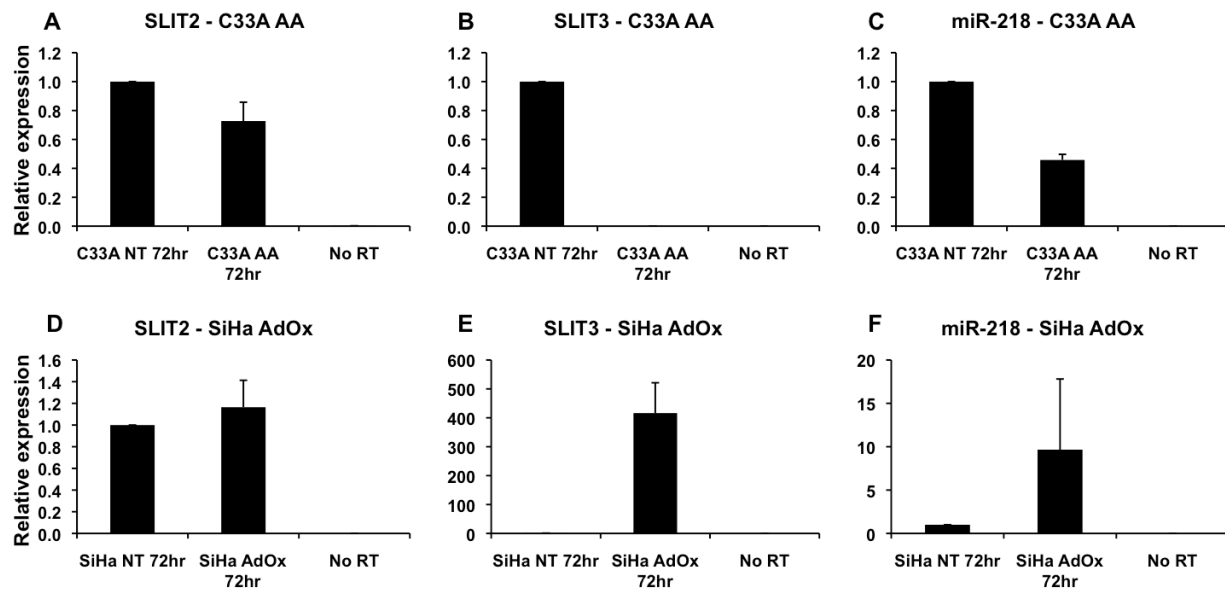 A
SLIT2 - C33A AA
Relative expression
1.2
1.0
0.8
0.6
0.4
0.2
0.0
C33A NT 72hr
C33A AA
72hr
No RT
B
SLIT3 - C33A AA
1.2
1.0
0.8
0.6
0.4
0.2
0.0
C33A NT 72hr
C33A AA
72hr
No RT
C
miR-218 - C33A AA
1.2
1.0
0.8
0.6
0.4
0.2
0.0
C33A NT 72hr
C33A AA
72hr
No RT
D
SLIT2 - SiHa AdOx
Relative expression
1.6
1.4
1.2
1.0
0.8
0.6
0.4
0.2
0.0
SiHa NT 72hr
SiHa AdOx
72hr
No RT
E
SLIT3 - SiHa AdOx
600
500
400
300
200
100
0
SiHa NT 72hr
SiHa AdOx
72hr
No RT
F
miR-218 - SiHa AdOx
20
15
10
5
0
SiHa NT 72hr
SiHa AdOx
72hr
No RT